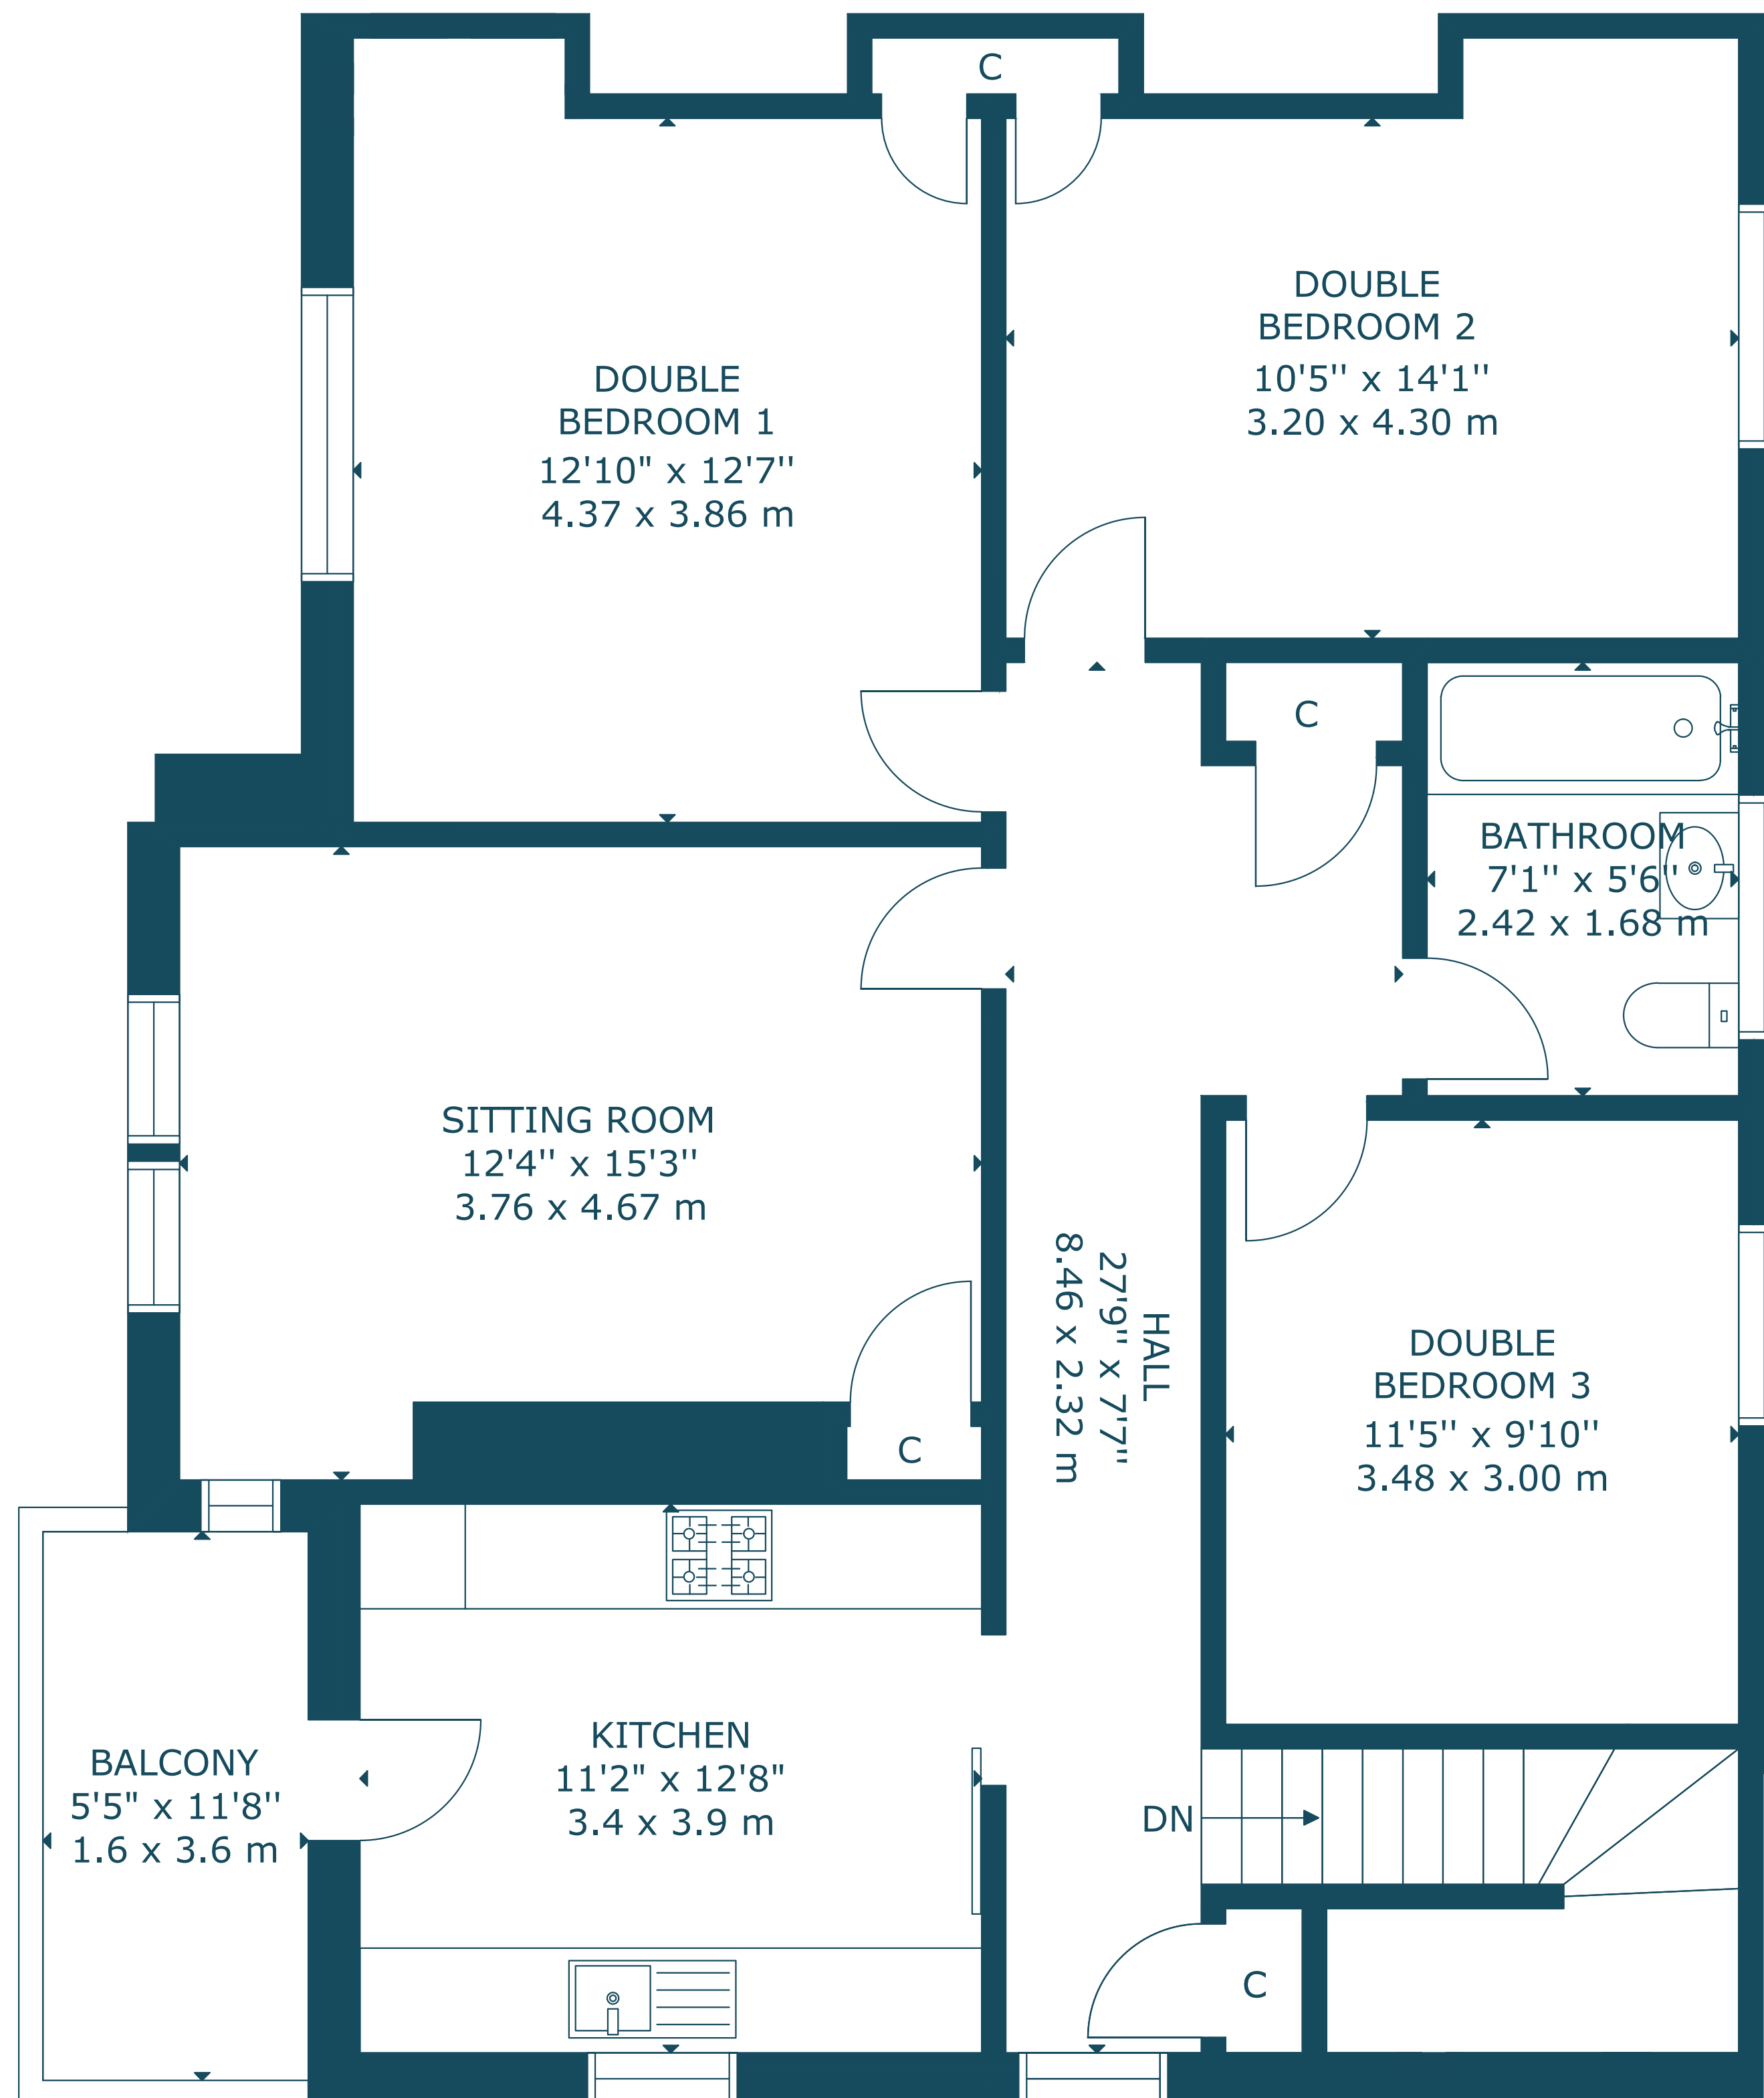 C
DOUBLE
BEDROOM 2
10'5'' x 14'1''
3.20 x 4.30 m
DOUBLE
BEDROOM 1
12'10" x 12'7''
4.37 x 3.86 m
C
BATHROOM
7'1'' x 5'6''
2.42 x 1.68 m
SITTING ROOM
12'4'' x 15'3''
3.76 x 4.67 m
HALL
27'9'' x 7'7"
8.46 x 2.32 m
DOUBLE
BEDROOM 3
11'5'' x 9'10''
3.48 x 3.00 m
C
KITCHEN
11'2" x 12'8"
3.4 x 3.9 m
BALCONY
5'5" x 11'8''
1.6 x 3.6 m
DN
C